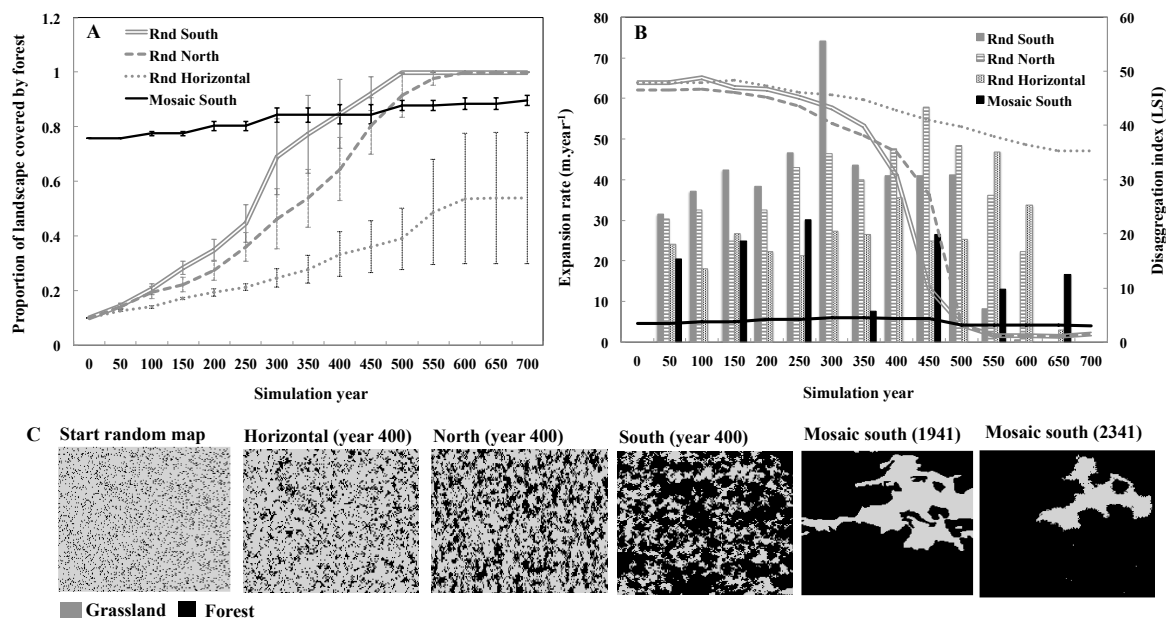 A
Rnd South
Rnd North
Rnd Horizontal
Mosaic South
Proportion of landscape covered by forest
1.2
1
0.8
0.6
0.4
0.2
0
0 50 100 150 200 250 300 350 400 450 500 550 600 650 700
Simulation year
B
Rnd South
Rnd North
Rnd Horizontal
Mosaic South
Expansion rate (m.year-1)
80
70
60
50
40
30
20
10
0
Disaggregation index (LSI)
60
50
40
30
20
10
0
0 50 100 150 200 250 300 350 400 450 500 550 600 650 700
Simulation year
C
Start random map
Horizontal (year 400)
North (year 400)
South (year 400)
Mosaic south (1941)
Mosaic south (2341)
Grassland
Forest